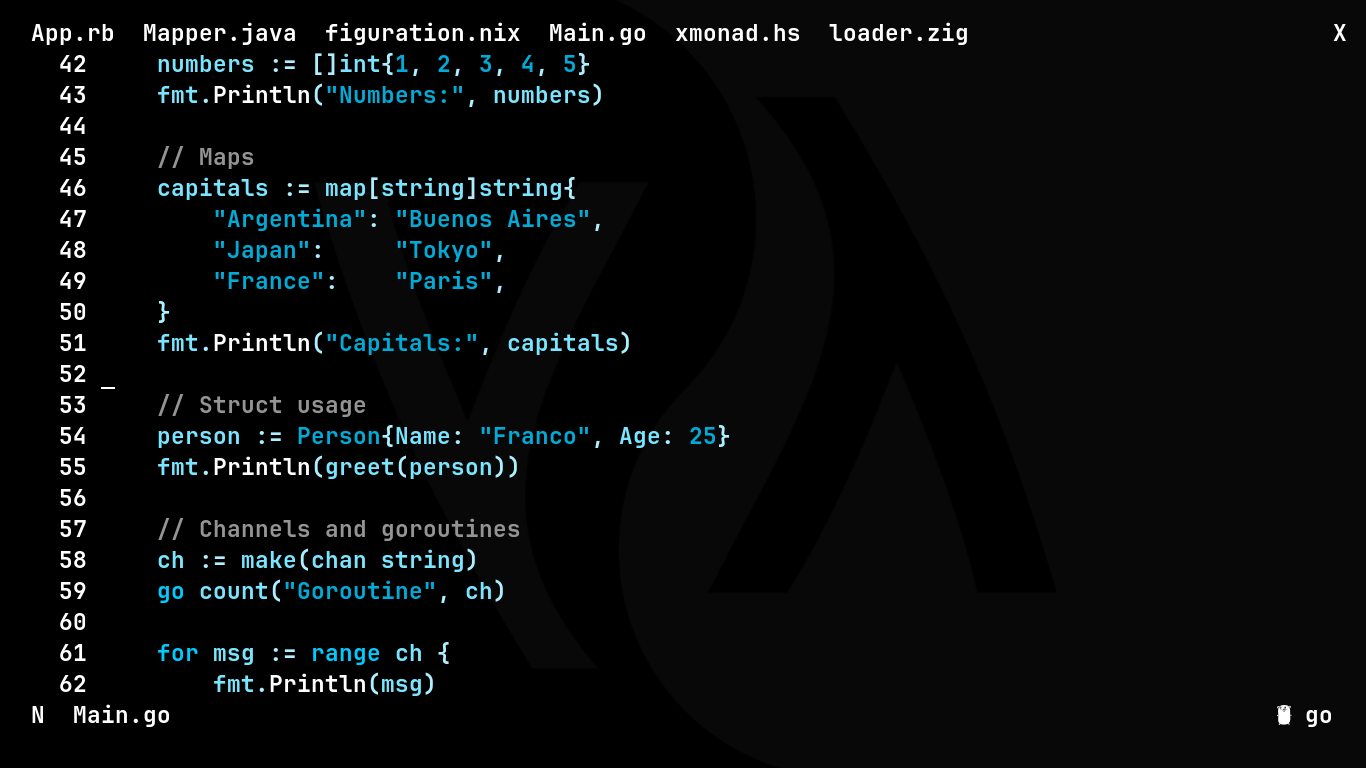 App.rb  Mapper.java  figuration.nix  Main.go  xmonad.hs  loader.zig  X
42     numbers := []int{1, 2, 3, 4, 5}
43     fmt.Println("Numbers:", numbers)
44
45     // Maps
46     capitals := map[string]string{
47         "Argentina": "Buenos Aires",
48         "Japan":     "Tokyo",
49         "France":    "Paris",
50     }
51     fmt.Println("Capitals:", capitals)
52 _
53     // Struct usage
54     person := Person{Name: "Franco", Age: 25}
55     fmt.Println(greet(person))
56
57     // Channels and goroutines
58     ch := make(chan string)
59     go count("Goroutine", ch)
60
61     for msg := range ch {
62         fmt.Println(msg)
N  Main.go  go